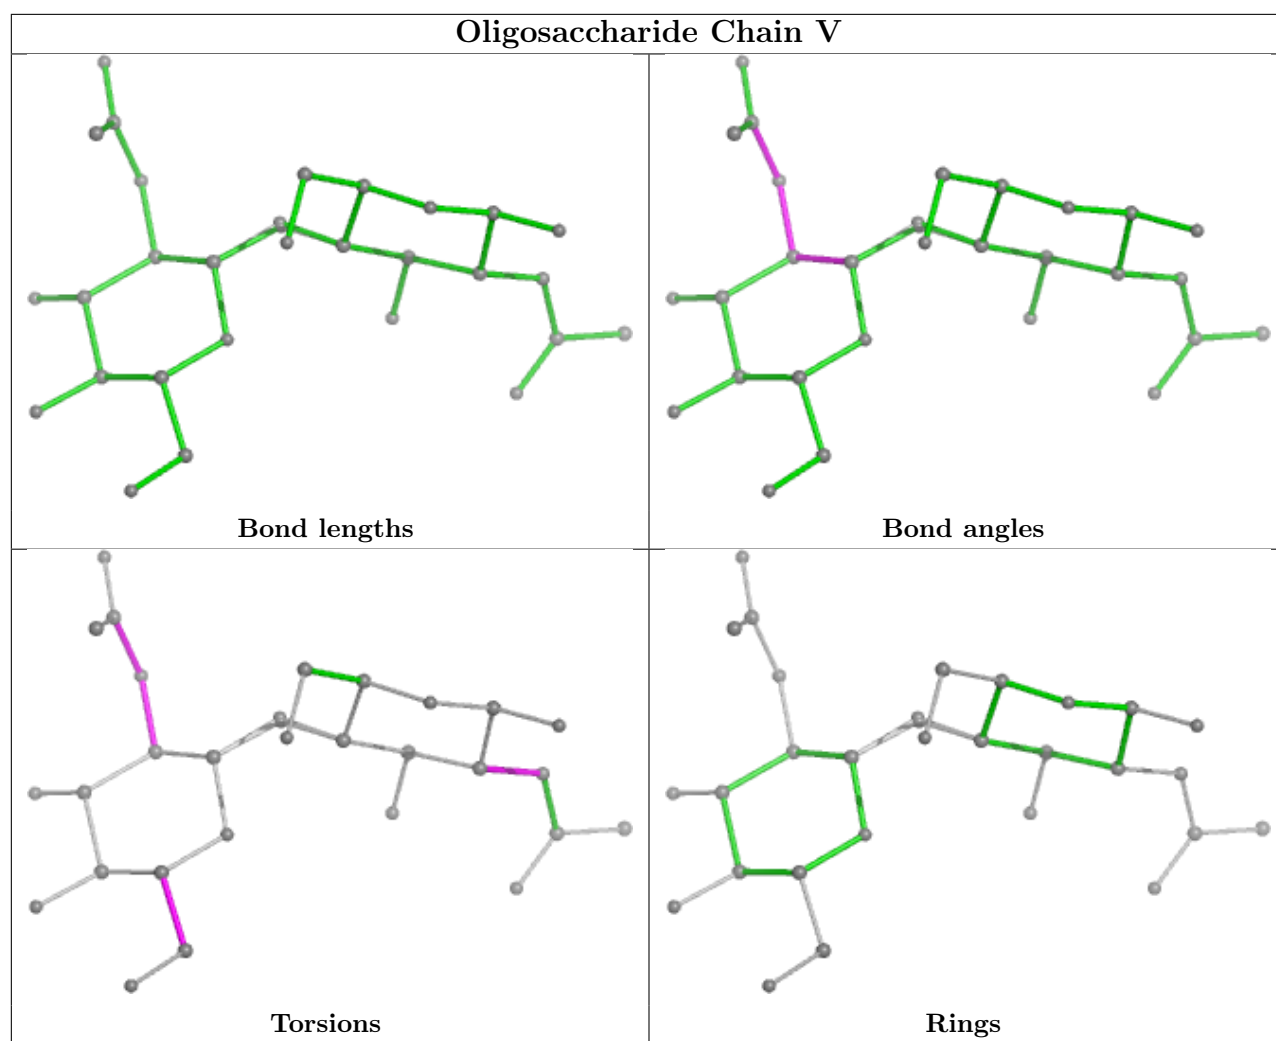 Oligosaccharide Chain V
Bond lengths
Bond angles
Torsions
Rings